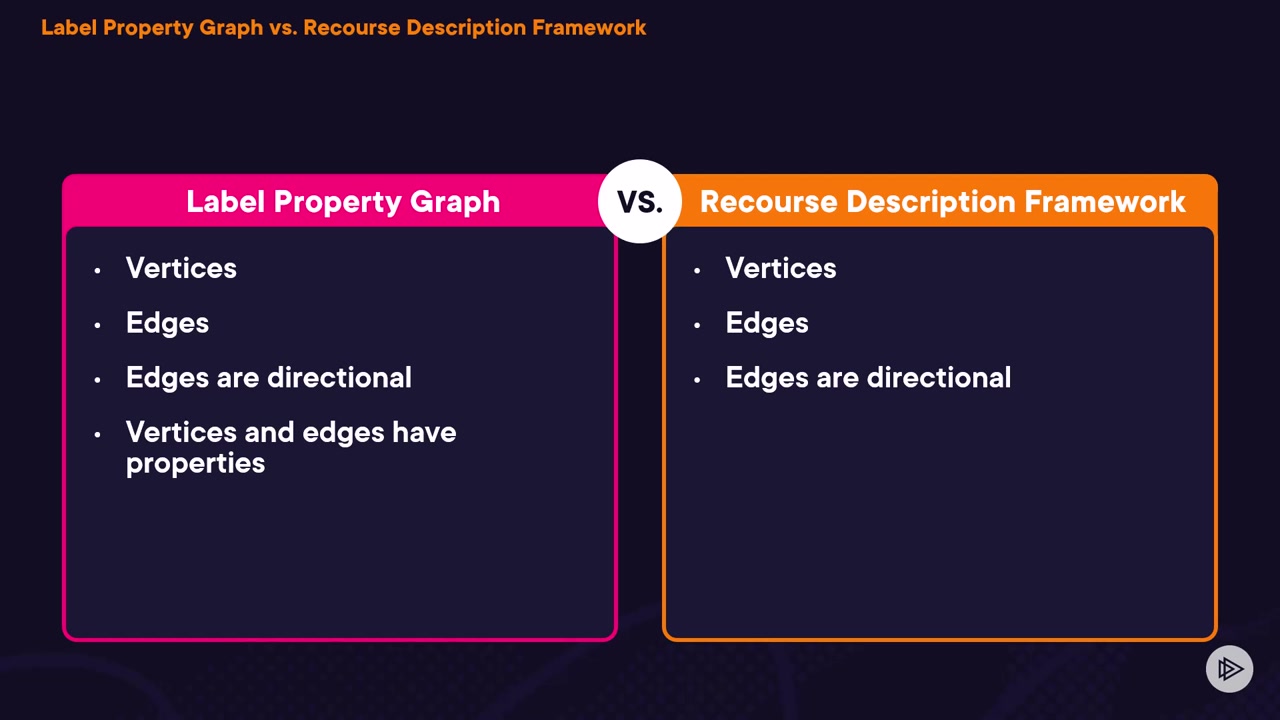 Label Property Graph vs. Recourse Description Framework
Label Property Graph
VS.
Recourse Description Framework
• Vertices
• Edges
• Edges are directional
• Vertices and edges have
properties
• Vertices
• Edges
• Edges are directional